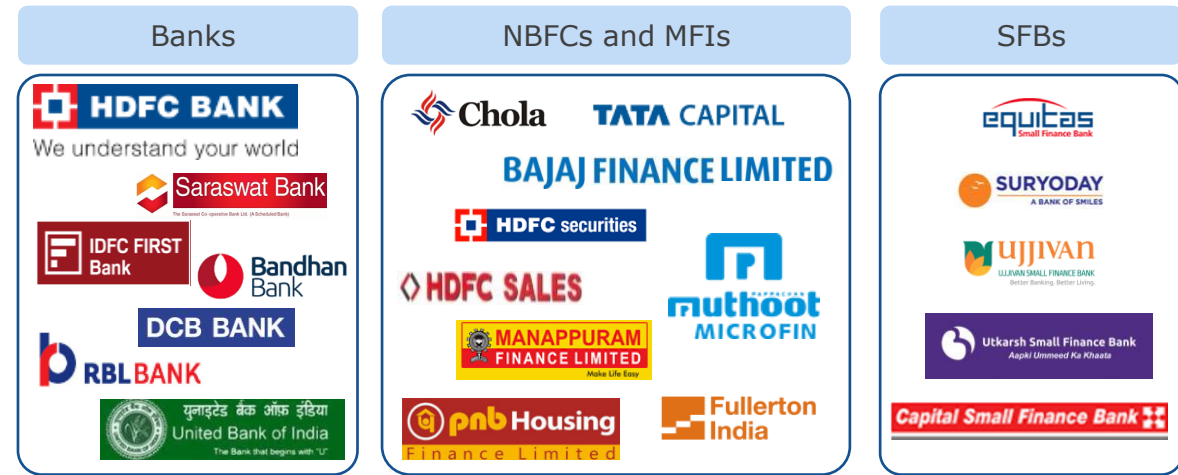 Banks
HDFC BANK
We understand your world
Saraswat Bank
The Saraswat Co-operative Bank Ltd. (A Scheduled Bank)
IDFC FIRST
Bank
Bandhan
Bank
DCB BANK
RBL BANK
युनाइटेड बैंक ऑफ़ इंडिया
United Bank of India
The Bank that begins with "U"
NBFCs and MFIs
Chola
TATA CAPITAL
BAJAJ FINANCE LIMITED
HDFC securities
HDFC SALES
MUTHOOT PAPPACHAN
muthoot
MICROFIN
MANAPPURAM
FINANCE LIMITED
Make Life Easy
pnb Housing
Finance Limited
Fullerton
India
SFBs
equitas
Small Finance Bank
SURYODAY
A BANK OF SMILES
UJJIVAN
UJJIVAN SMALL FINANCE BANK
Better Banking. Better Living.
Utkarsh Small Finance Bank
Aapki Ummeed Ka Khaata
Capital Small Finance Bank